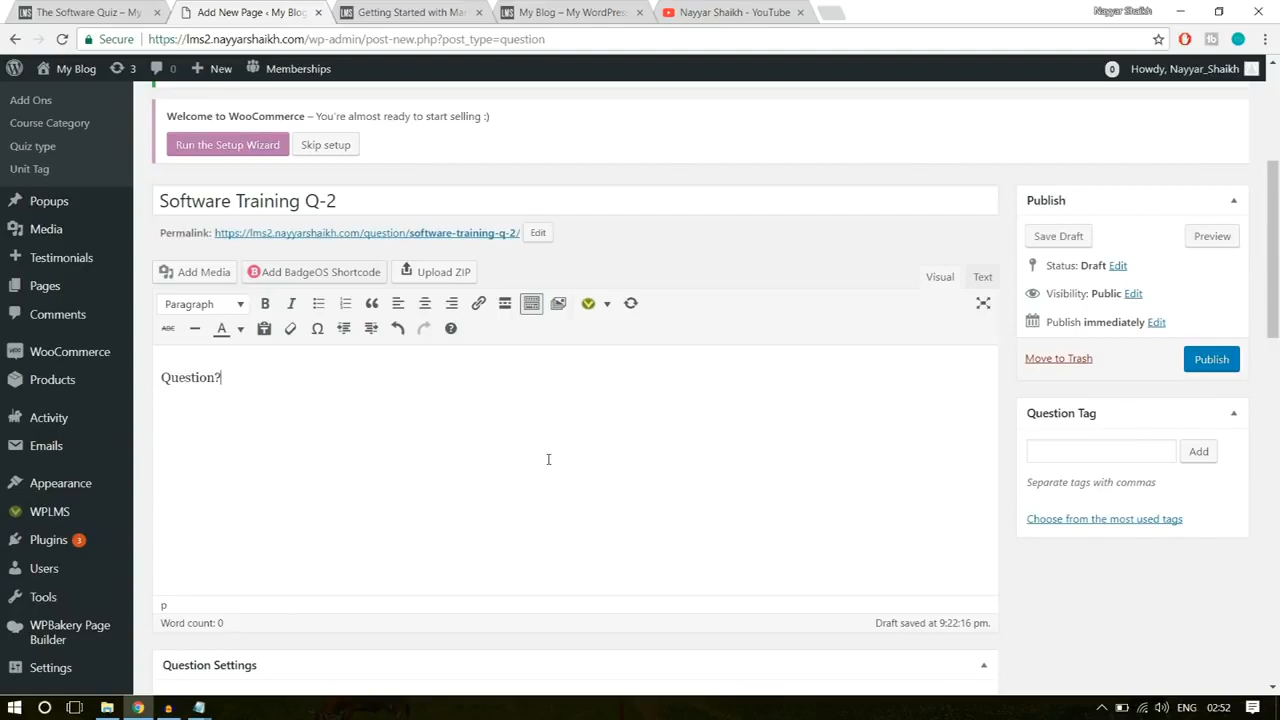 The Software Quiz – My
Add New Page ‹ My Blog
Getting Started with Mar
My Blog – My WordPress
Nayyar Shaikh - YouTube
Nayyar Shaikh
Secure
https://lms2.nayyarshaikh.com/wp-admin/post-new.php?post_type=question
My Blog
3
0
New
Memberships
0
Howdy, Nayyar_Shaikh
Add Ons
Course Category
Quiz type
Unit Tag
Popups
Media
Testimonials
Pages
Comments
WooCommerce
Products
Activity
Emails
Appearance
WPLMS
Plugins 3
Users
Tools
WPBakery Page
Builder
Settings
Welcome to WooCommerce – You're almost ready to start selling :)
Run the Setup Wizard
Skip setup
Software Training Q-2
Permalink: https://lms2.nayyarshaikh.com/question/software-training-q-2/ Edit
Add Media
Add BadgeOS Shortcode
Upload ZIP
Visual
Text
Paragraph
B I
ABC
A
Question?
p
Word count: 0
Draft saved at 9:22:16 pm.
Question Settings
Publish
Save Draft
Preview
Status: Draft Edit
Visibility: Public Edit
Publish immediately Edit
Move to Trash
Publish
Question Tag
Add
Separate tags with commas
Choose from the most used tags
ENG
02:52